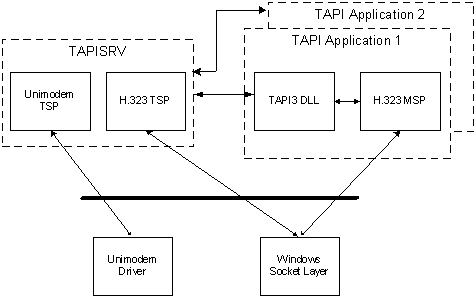 TAPI Application 2
TAPI Application 1
TAPISRV
Unimodem
TSP
H.323 TSP
TAPI3 DLL
H.323 MSP
Unimodem
Driver
Windows
Socket Layer